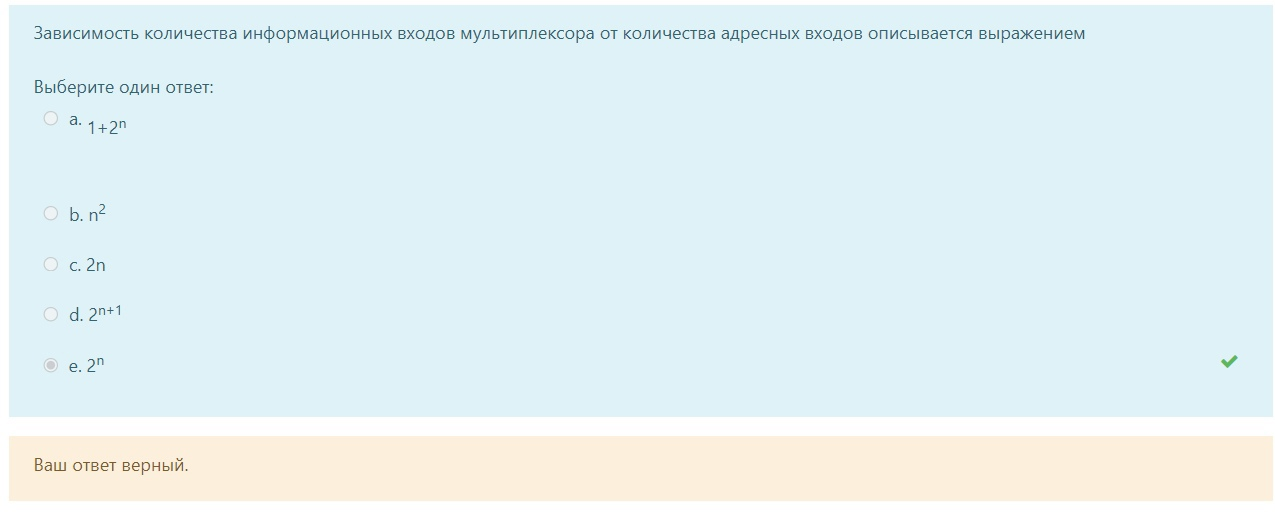 Зависимость количества информационных входов мультиплексора от количества адресных входов описывается выражением
Выберите один ответ:
a. 1+2ⁿ
b. n²
c. 2n
d. 2ⁿ⁺¹
e. 2ⁿ
Ваш ответ верный.